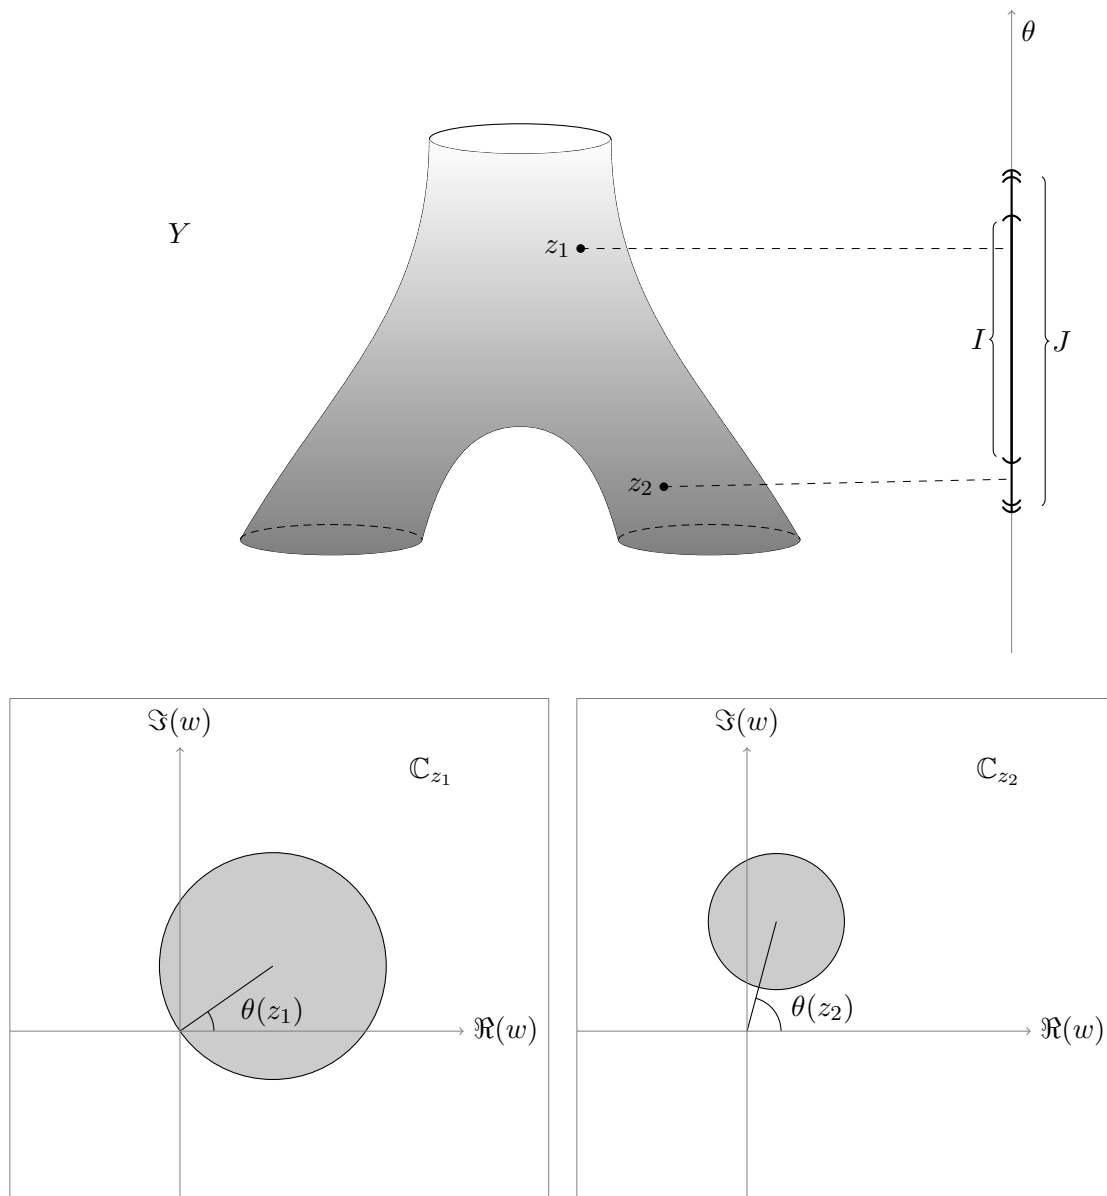 θ
Y
z₁
I
J
z₂
ℑ(w)
ℂ_{z₁}
θ(z₁)
ℜ(w)
ℑ(w)
ℂ_{z₂}
θ(z₂)
ℜ(w)